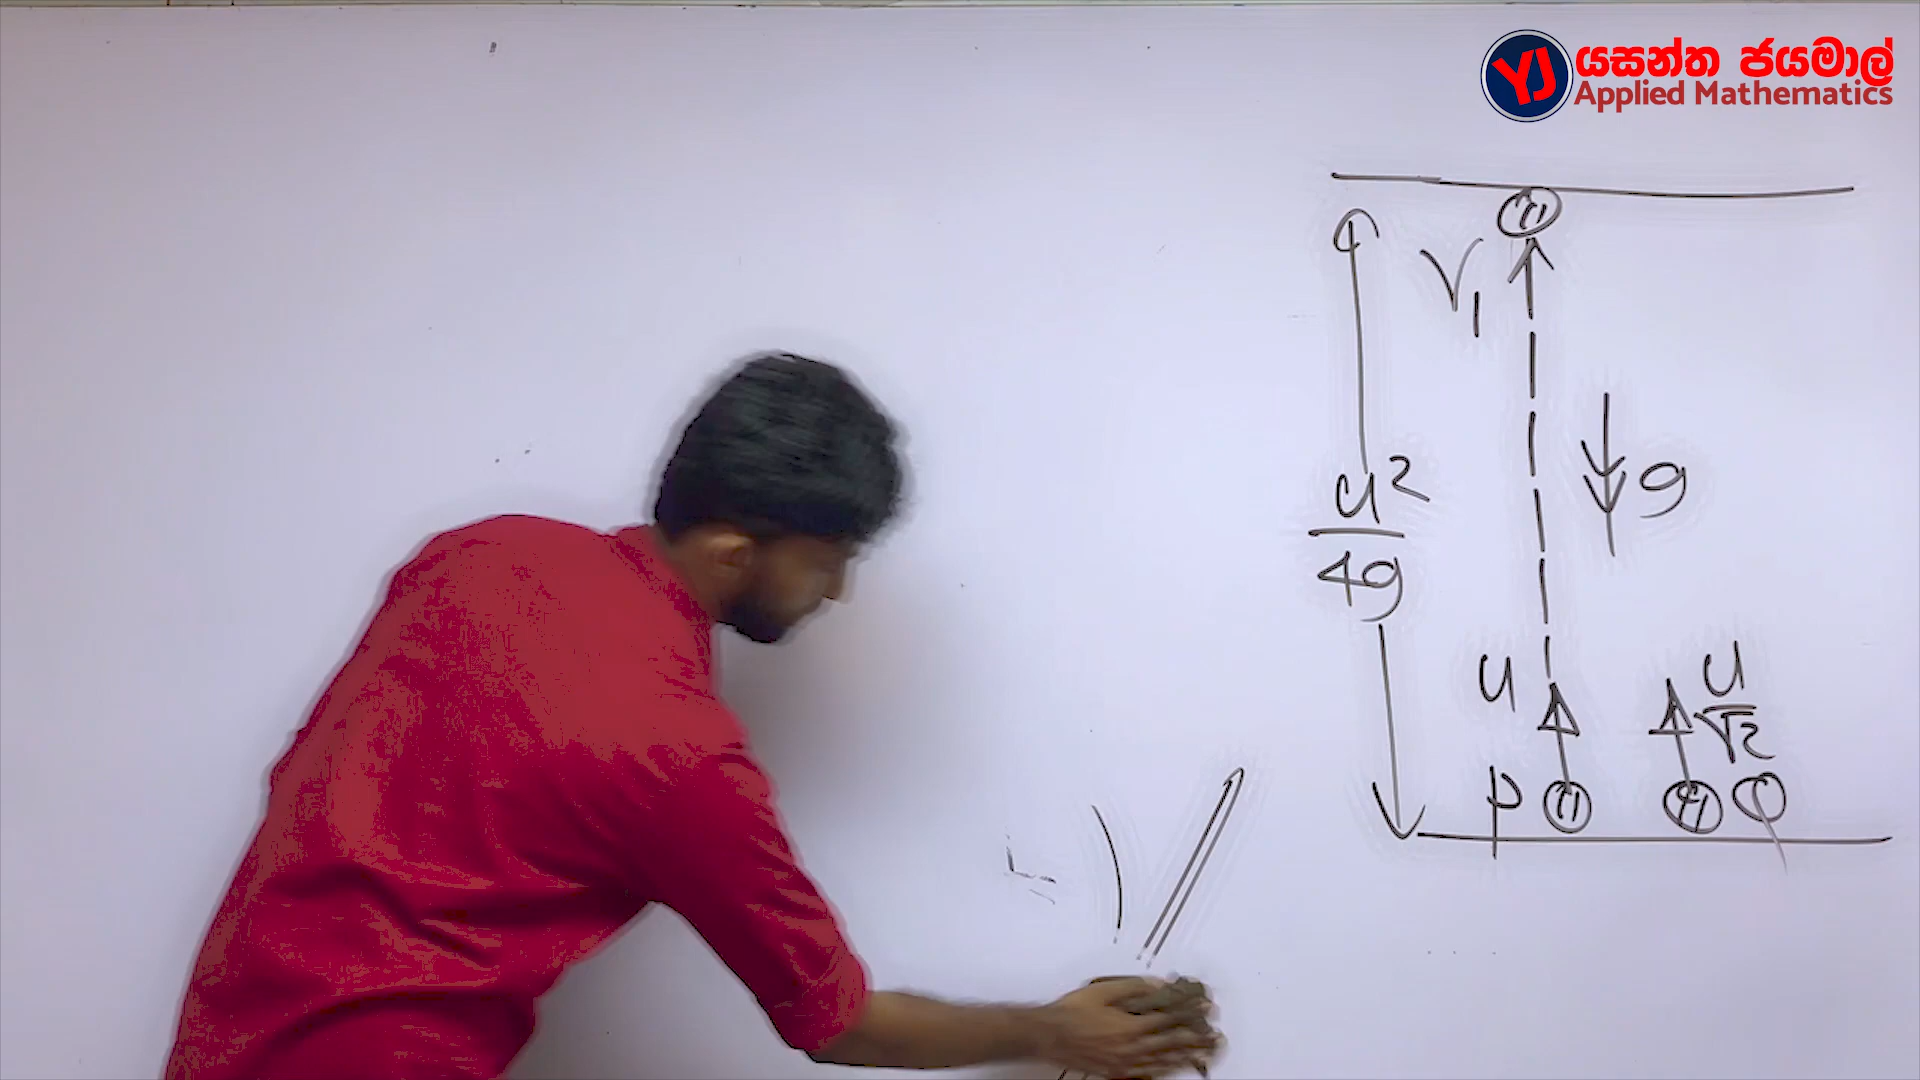 YJ යසන්ත ජයමාල්
Applied Mathematics
V₁
g
u²
4g
u
u
√2
P
Q